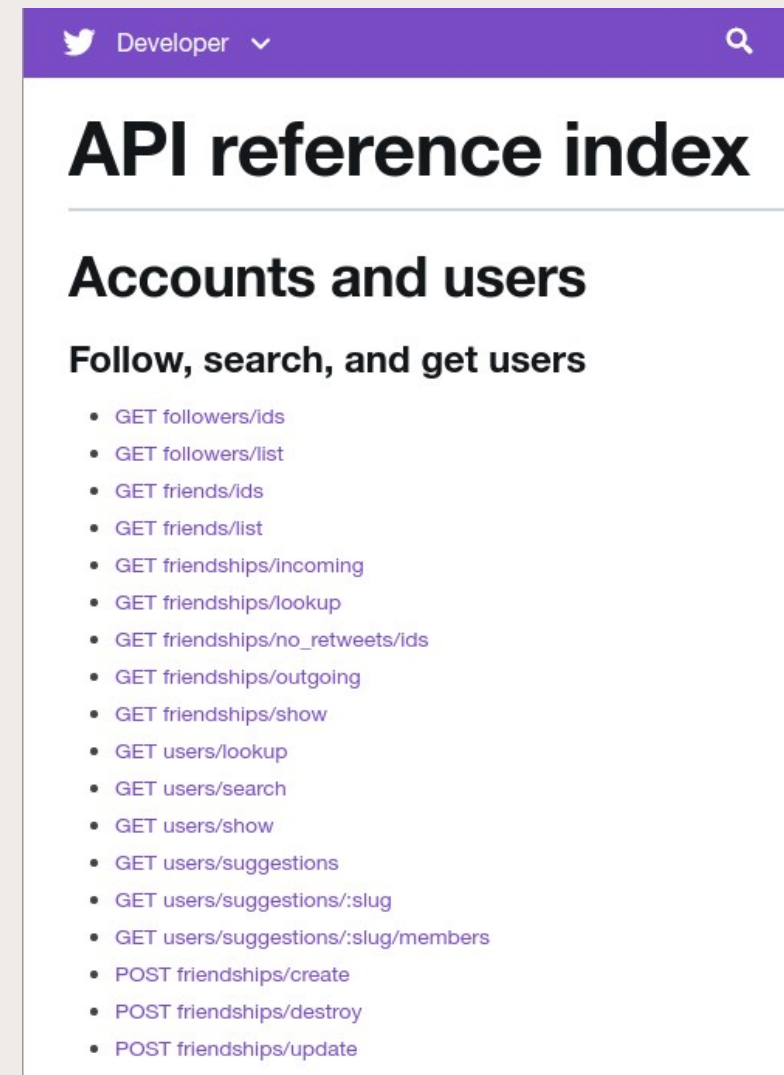 Developer
API reference index
Accounts and users
Follow, search, and get users
GET followers/ids
GET followers/list
GET friends/ids
GET friends/list
GET friendships/incoming
GET friendships/lookup
GET friendships/no_retweets/ids
GET friendships/outgoing
GET friendships/show
GET users/lookup
GET users/search
GET users/show
GET users/suggestions
GET users/suggestions/:slug
GET users/suggestions/:slug/members
POST friendships/create
POST friendships/destroy
POST friendships/update